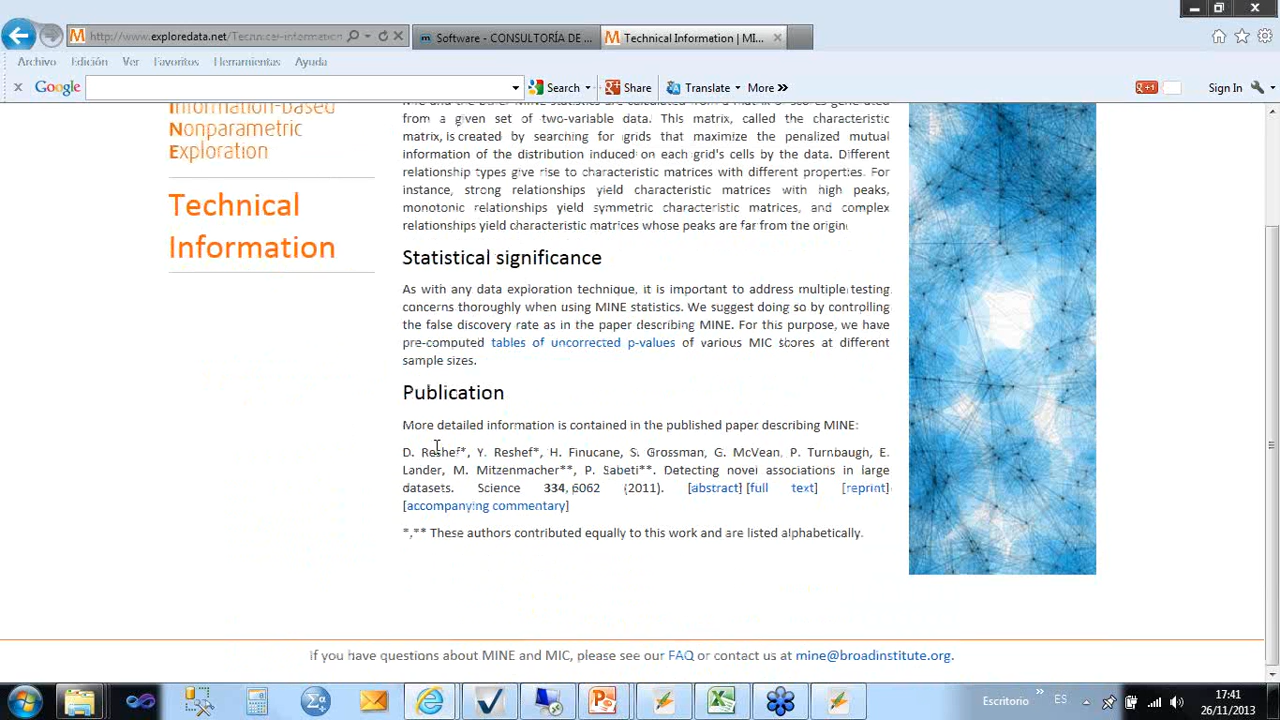 http://www.exploredata.net/Technical-information
Software - CONSULTORÍA DE ...
Technical Information | MI...
Archivo Edición Ver Favoritos Herramientas Ayuda
x Google Search Share Translate More » Sign In
Information-based
Nonparametric
Exploration
Technical
Information
from a given set of two-variable data. This matrix, called the characteristic
matrix, is created by searching for grids that maximize the penalized mutual
information of the distribution induced on each grid's cells by the data. Different
relationship types give rise to characteristic matrices with different properties. For
instance, strong relationships yield characteristic matrices with high peaks,
monotonic relationships yield symmetric characteristic matrices, and complex
relationships yield characteristic matrices whose peaks are far from the origin.
Statistical significance
As with any data exploration technique, it is important to address multiple testing
concerns thoroughly when using MINE statistics. We suggest doing so by controlling
the false discovery rate as in the paper describing MINE. For this purpose, we have
pre-computed tables of uncorrected p-values of various MIC scores at different
sample sizes.
Publication
More detailed information is contained in the published paper describing MINE:
D. Reshef*, Y. Reshef*, H. Finucane, S. Grossman, G. McVean, P. Turnbaugh, E.
Lander, M. Mitzenmacher**, P. Sabeti**. Detecting novel associations in large
datasets. Science 334, 6062 (2011). [abstract] [full text] [reprint]
[accompanying commentary]
*,** These authors contributed equally to this work and are listed alphabetically.
If you have questions about MINE and MIC, please see our FAQ or contact us at mine@broadinstitute.org.
Escritorio » ES
17:41
26/11/2013